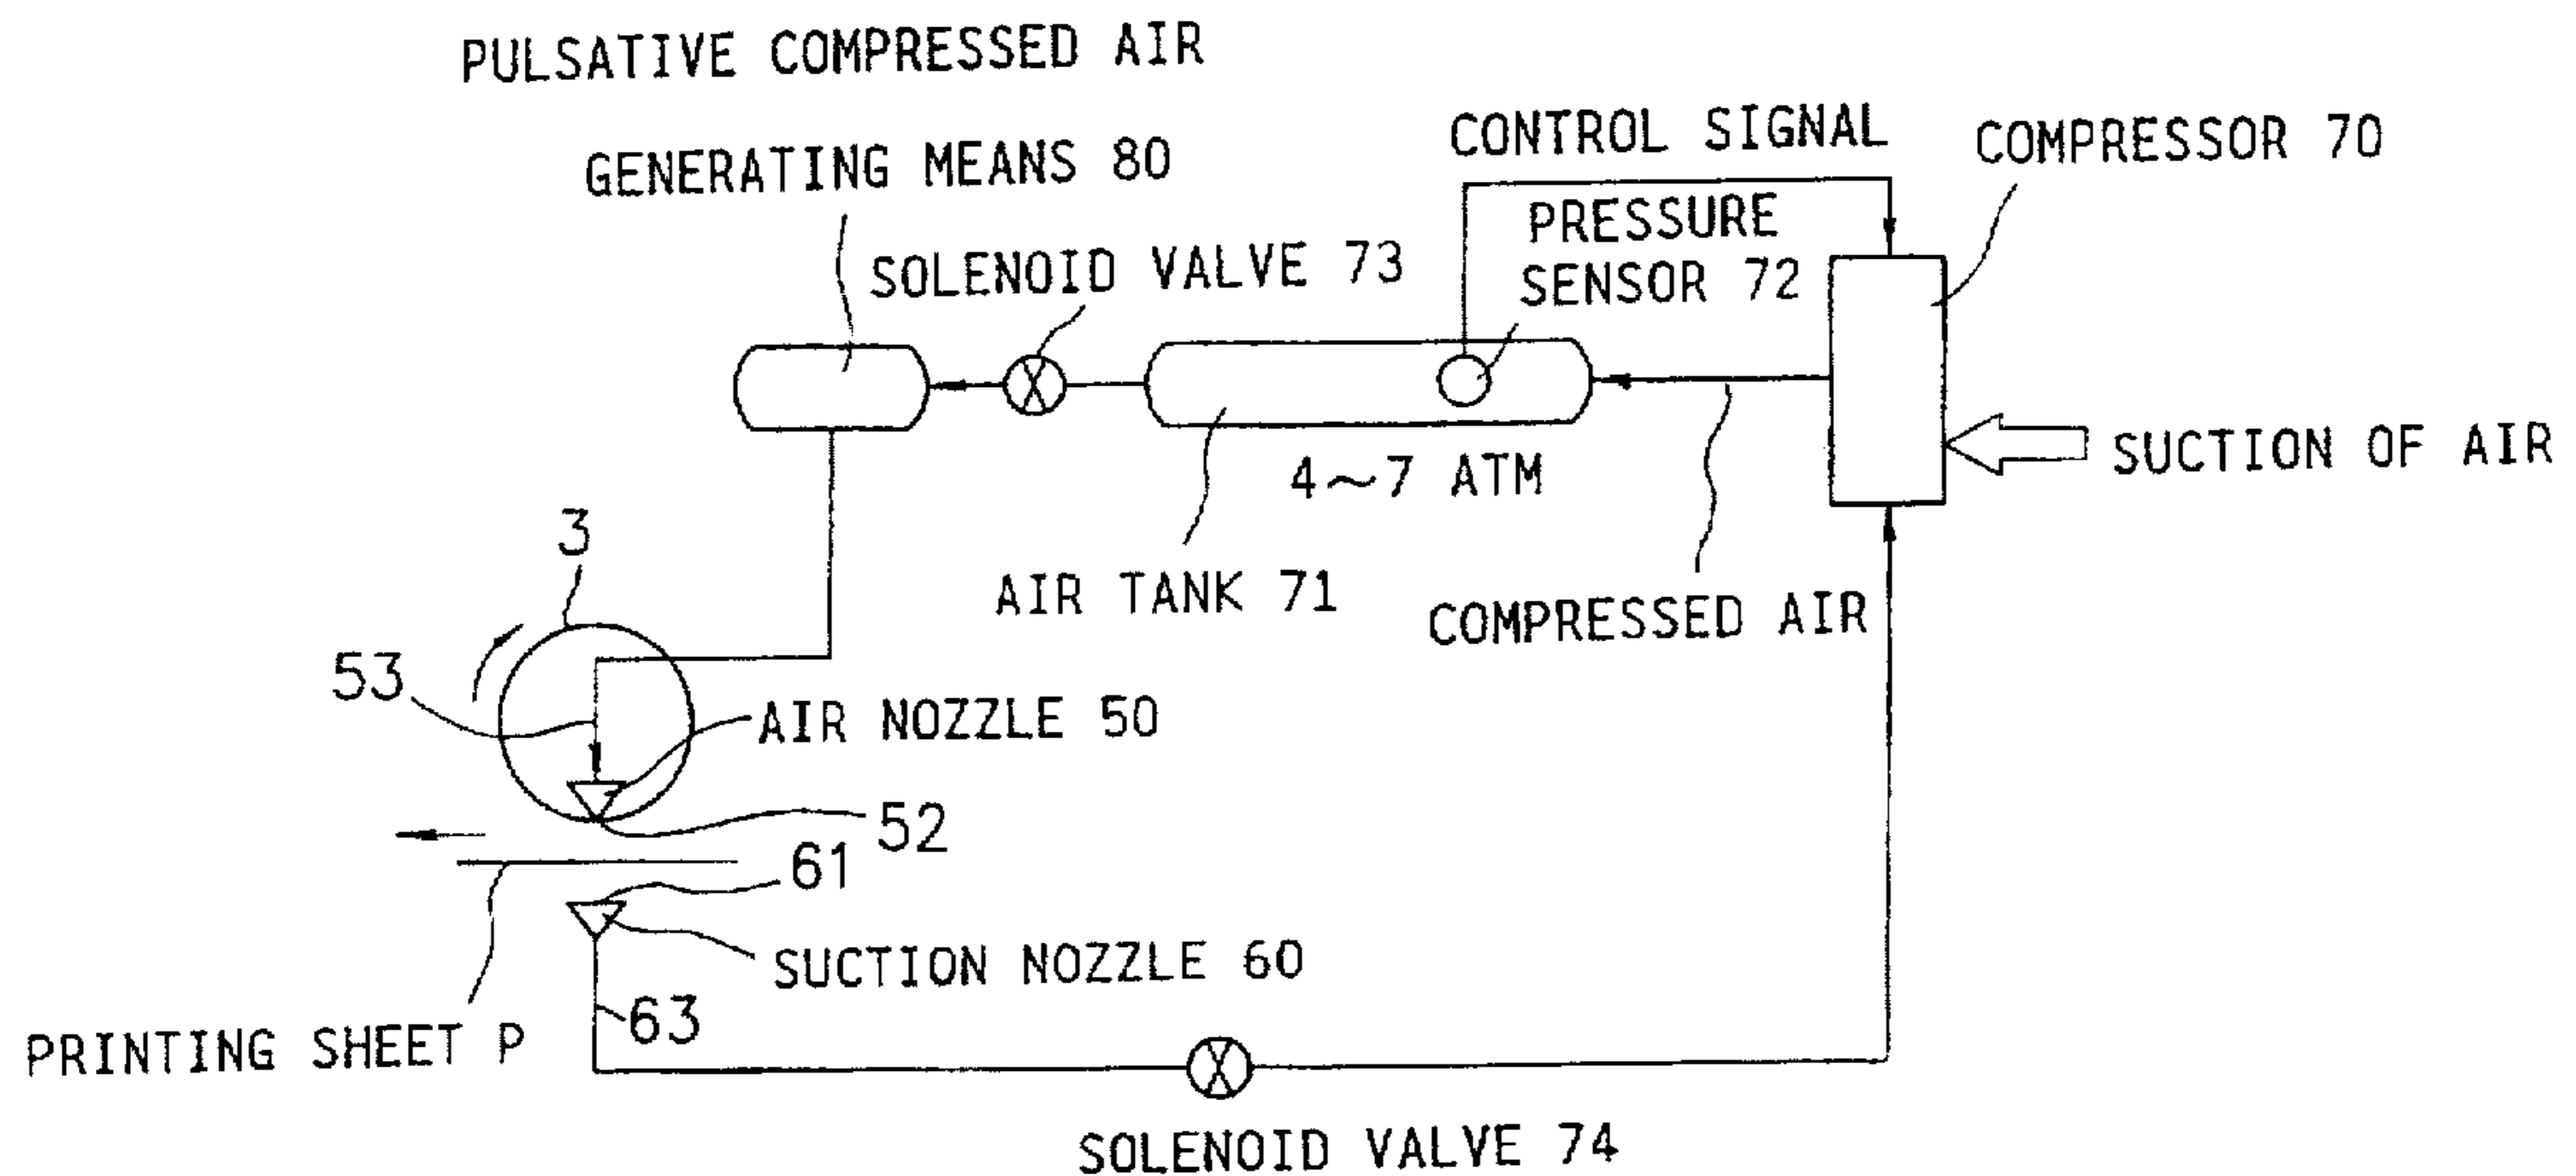 PULSATIVE COMPRESSED AIR
GENERATING MEANS 80
CONTROL SIGNAL
COMPRESSOR 70
PRESSURE
SENSOR 72
SOLENOID VALVE 73
SUCTION OF AIR
4~7 ATM
3
AIR TANK 71
COMPRESSED AIR
53
AIR NOZZLE 50
52
61
SUCTION NOZZLE 60
63
PRINTING SHEET P
SOLENOID VALVE 74